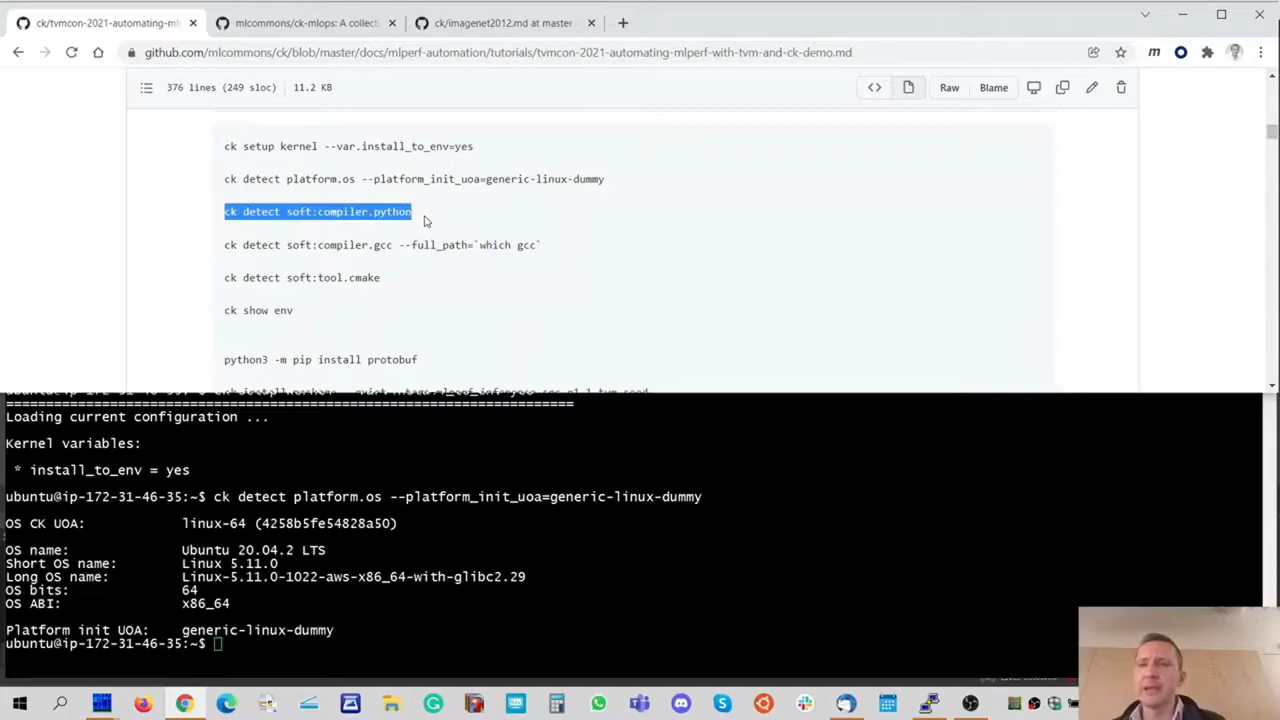 ck/tvmcon-2021-automating-ml
mlcommons/ck-mlops: A collecti
ck/imagenet2012.md at master
github.com/mlcommons/ck/blob/master/docs/mlperf-automation/tutorials/tvmcon-2021-automating-mlperf-with-tvm-and-ck-demo.md
376 lines (249 sloc) 11.2 KB
Raw Blame
ck setup kernel --var.install_to_env=yes
ck detect platform.os --platform_init_uoa=generic-linux-dummy
ck detect soft:compiler.python
ck detect soft:compiler.gcc --full_path=`which gcc`
ck detect soft:tool.cmake
ck show env
python3 -m pip install protobuf
==========================================================================
Loading current configuration ...
Kernel variables:
* install_to_env = yes
ubuntu@ip-172-31-46-35:~$ ck detect platform.os --platform_init_uoa=generic-linux-dummy
OS CK UOA: linux-64 (4258b5fe54828a50)
OS name: Ubuntu 20.04.2 LTS
Short OS name: Linux 5.11.0
Long OS name: Linux-5.11.0-1022-aws-x86_64-with-glibc2.29
OS bits: 64
OS ABI: x86_64
Platform init UOA: generic-linux-dummy
ubuntu@ip-172-31-46-35:~$